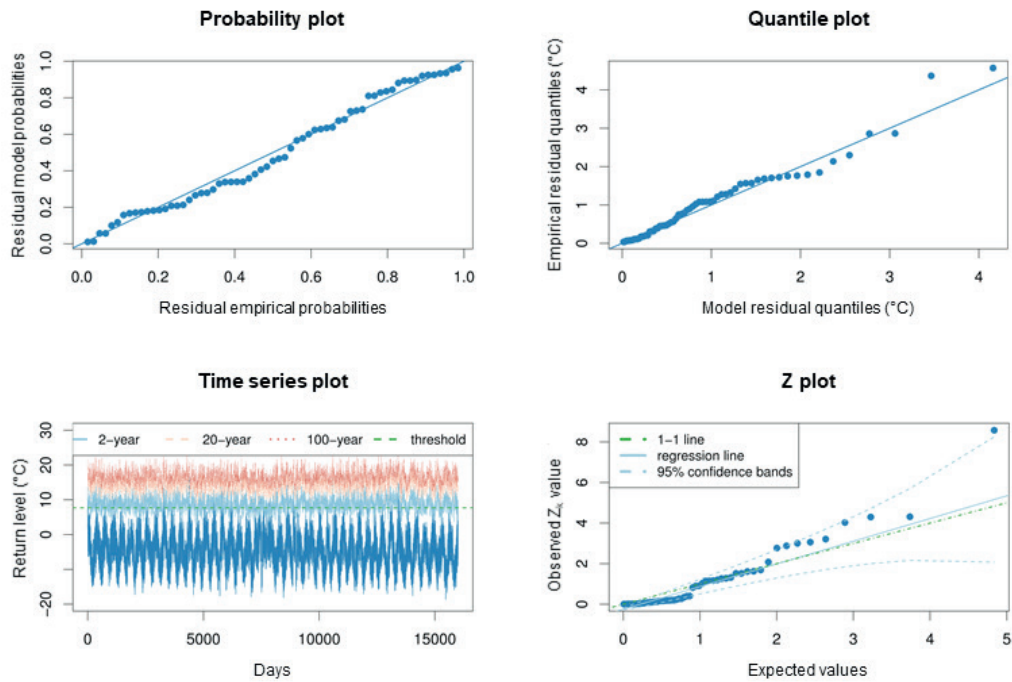 Probability plot
Residual model probabilities
1.0
0.8
0.6
0.4
0.2
0.0
0.0 0.2 0.4 0.6 0.8 1.0
Residual empirical probabilities
Quantile plot
Empirical residual quantiles (°C)
4
3
2
1
0
0 1 2 3 4
Model residual quantiles (°C)
Time series plot
Return level (°C)
30
20
10
0
−20
2−year 20−year 100−year threshold
0 5000 10000 15000
Days
Z plot
Observed Zk value
8
6
4
2
0
1−1 line
regression line
95% confidence bands
0 1 2 3 4 5
Expected values